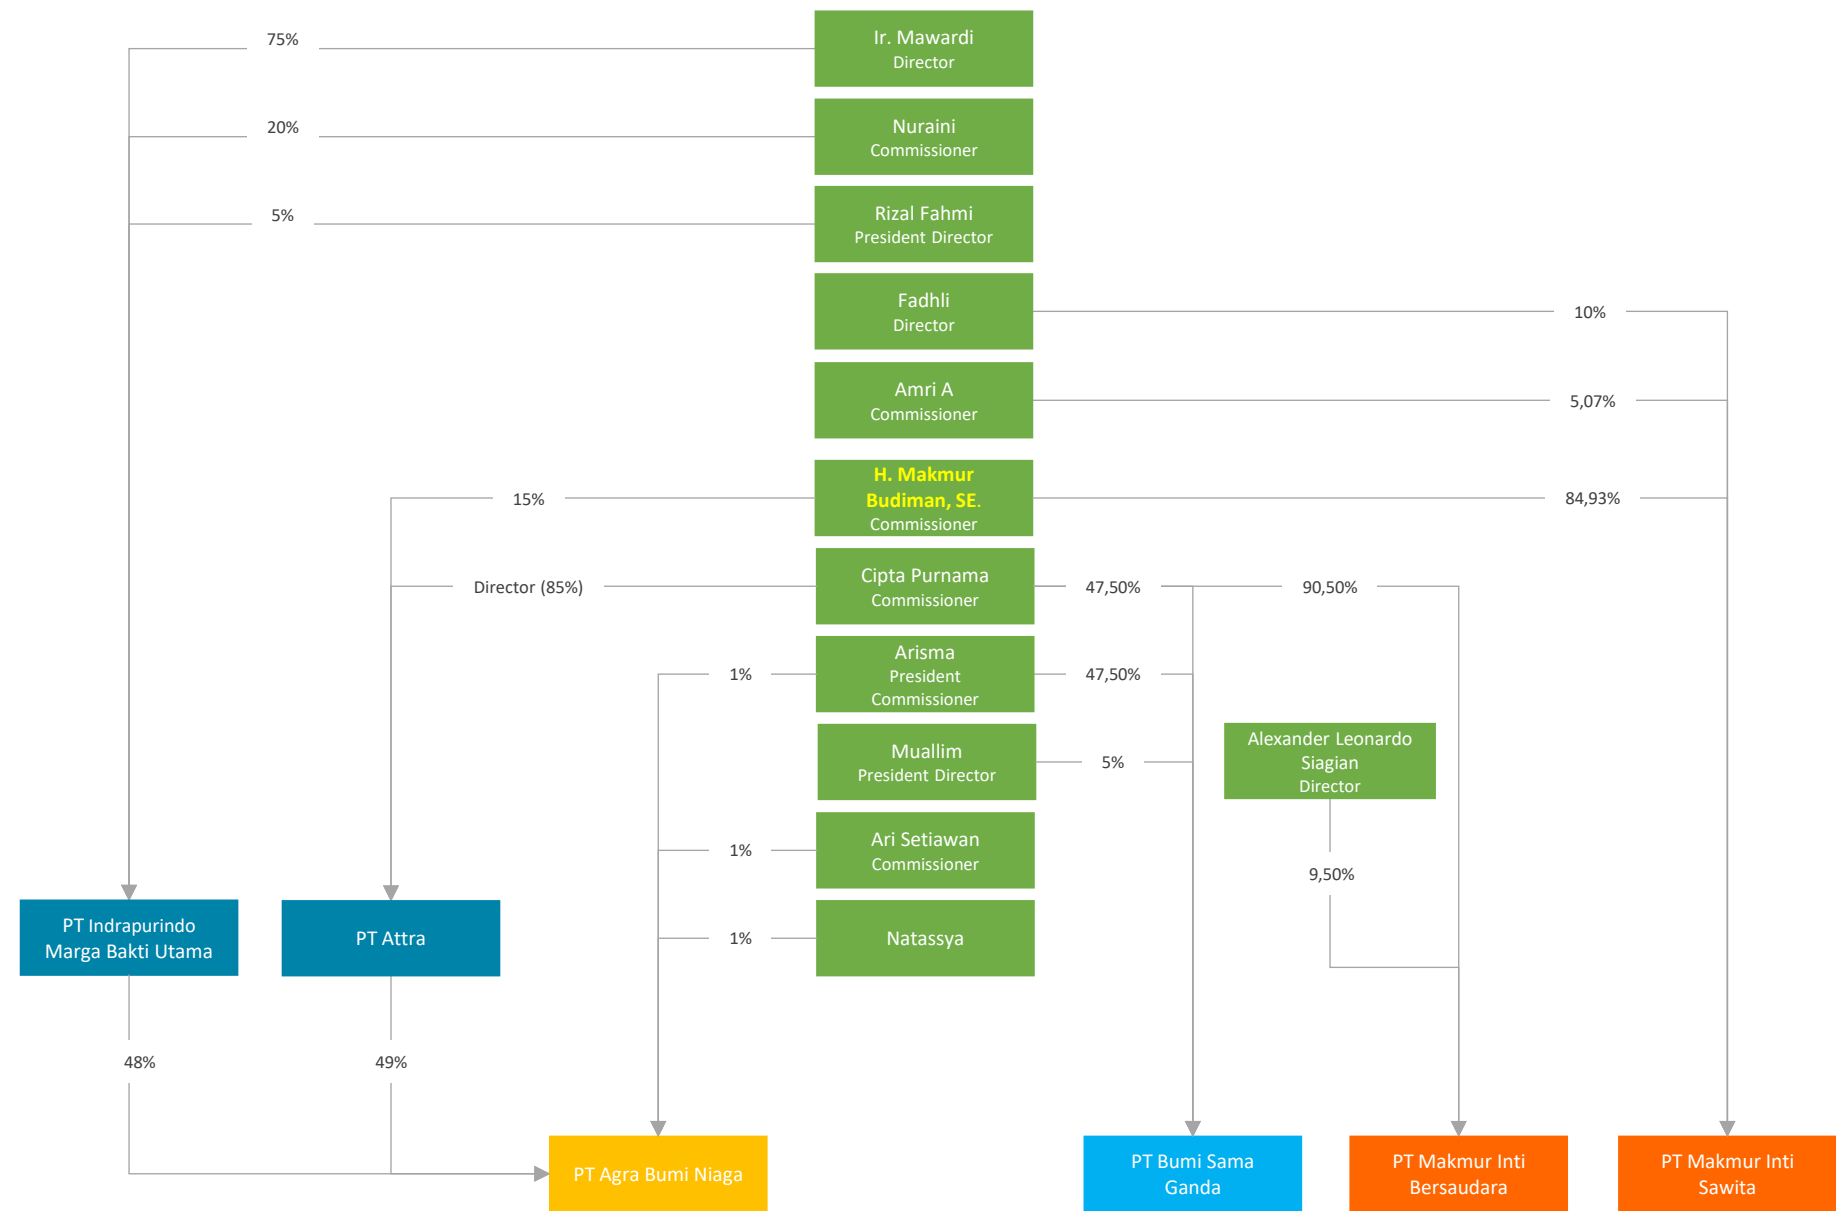 75%
Ir. Mawardi
Director
20%
Nuraini
Commissioner
5%
Rizal Fahmi
President Director
Fadhli
Director
10%
Amri A
Commissioner
5,07%
15%
H. Makmur
Budiman, SE.
Commissioner
84,93%
Director (85%)
Cipta Purnama
Commissioner
47,50%
90,50%
1%
Arisma
President
Commissioner
47,50%
Muallim
President Director
5%
Alexander Leonardo
Siagian
Director
1%
Ari Setiawan
Commissioner
9,50%
PT Indrapurindo
Marga Bakti Utama
PT Attra
1%
Natassya
48%
49%
PT Agra Bumi Niaga
PT Bumi Sama
Ganda
PT Makmur Inti
Bersaudara
PT Makmur Inti
Sawita